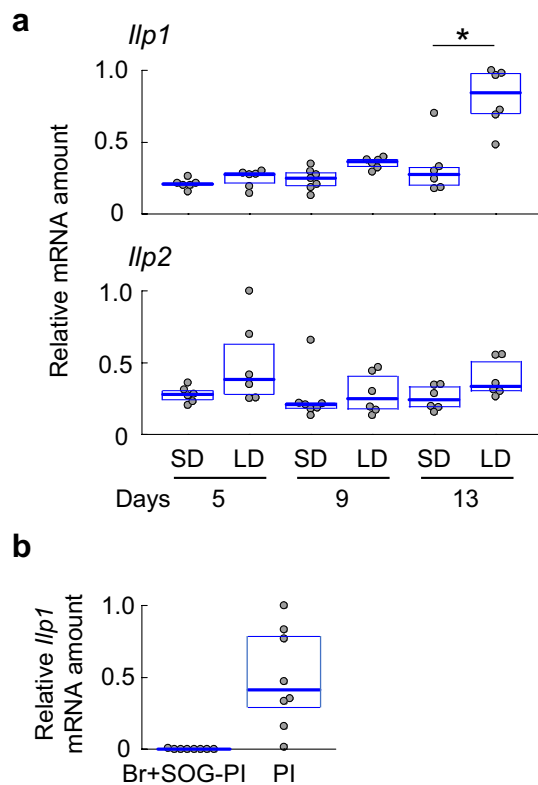 a
Ilp1
*
1.0
0.5
0
Relative mRNA amount
Ilp2
1.0
0.5
0
SD LD SD LD SD LD
Days 5 9 13
b
Relative Ilp1
mRNA amount
1.0
0.5
0
Br+SOG-PI PI